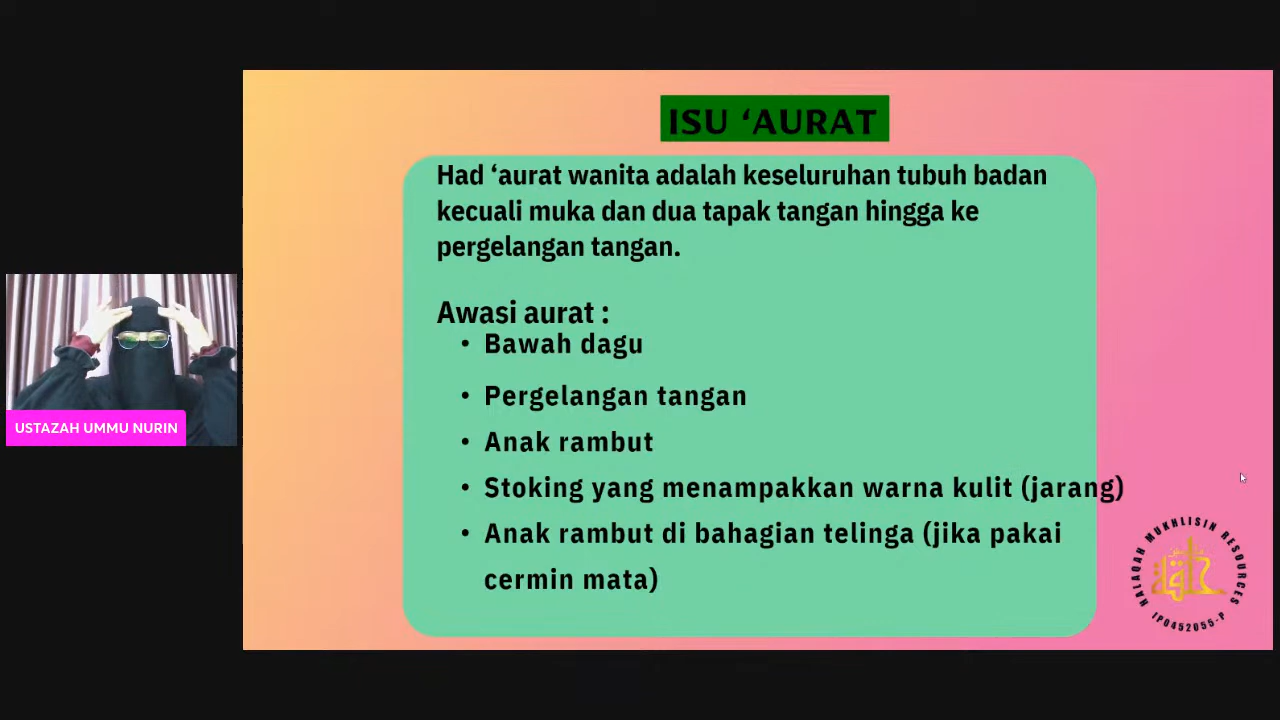 ISU ‘AURAT
Had ‘aurat wanita adalah keseluruhan tubuh badan
kecuali muka dan dua tapak tangan hingga ke
pergelangan tangan.
Awasi aurat :
• Bawah dagu
• Pergelangan tangan
• Anak rambut
• Stoking yang menampakkan warna kulit (jarang)
• Anak rambut di bahagian telinga (jika pakai
cermin mata)
USTAZAH UMMU NURIN
HALAQAH MUKHLISIN RESOURCES
IP0452055-P